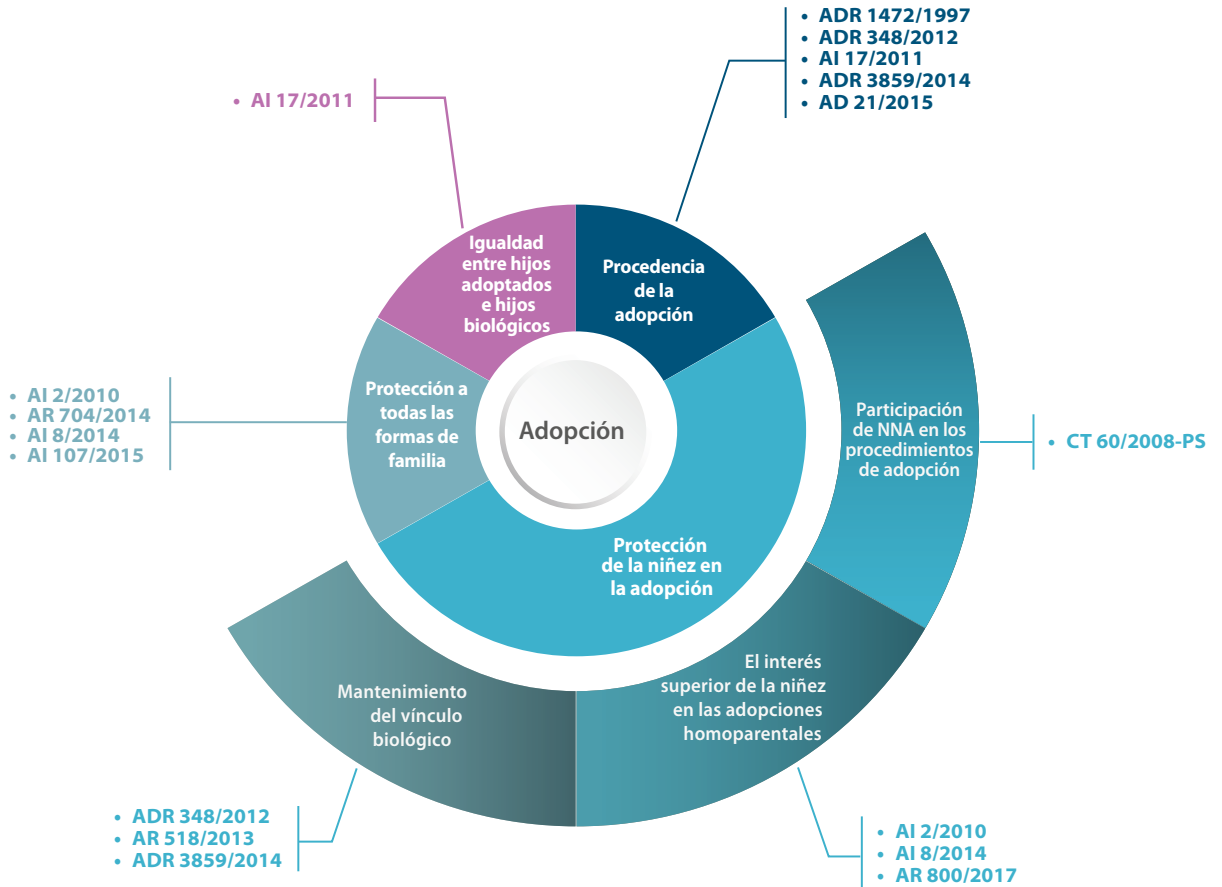 • ADR 1472/1997
• ADR 348/2012
• AI 17/2011
• ADR 3859/2014
• AD 21/2015
• AI 17/2011
Igualdad
entre hijos
adoptados
e hijos
biológicos
Procedencia
de la
adopción
• AI 2/2010
• AR 704/2014
• AI 8/2014
• AI 107/2015
Protección a
todas las
formas de
familia
Adopción
Participación
de NNA en los
procedimientos
de adopción
• CT 60/2008-PS
Protección
de la niñez en
la adopción
El interés
superior de la niñez
en las adopciones
homoparentales
Mantenimiento
del vínculo
biológico
• ADR 348/2012
• AR 518/2013
• ADR 3859/2014
• AI 2/2010
• AI 8/2014
• AR 800/2017